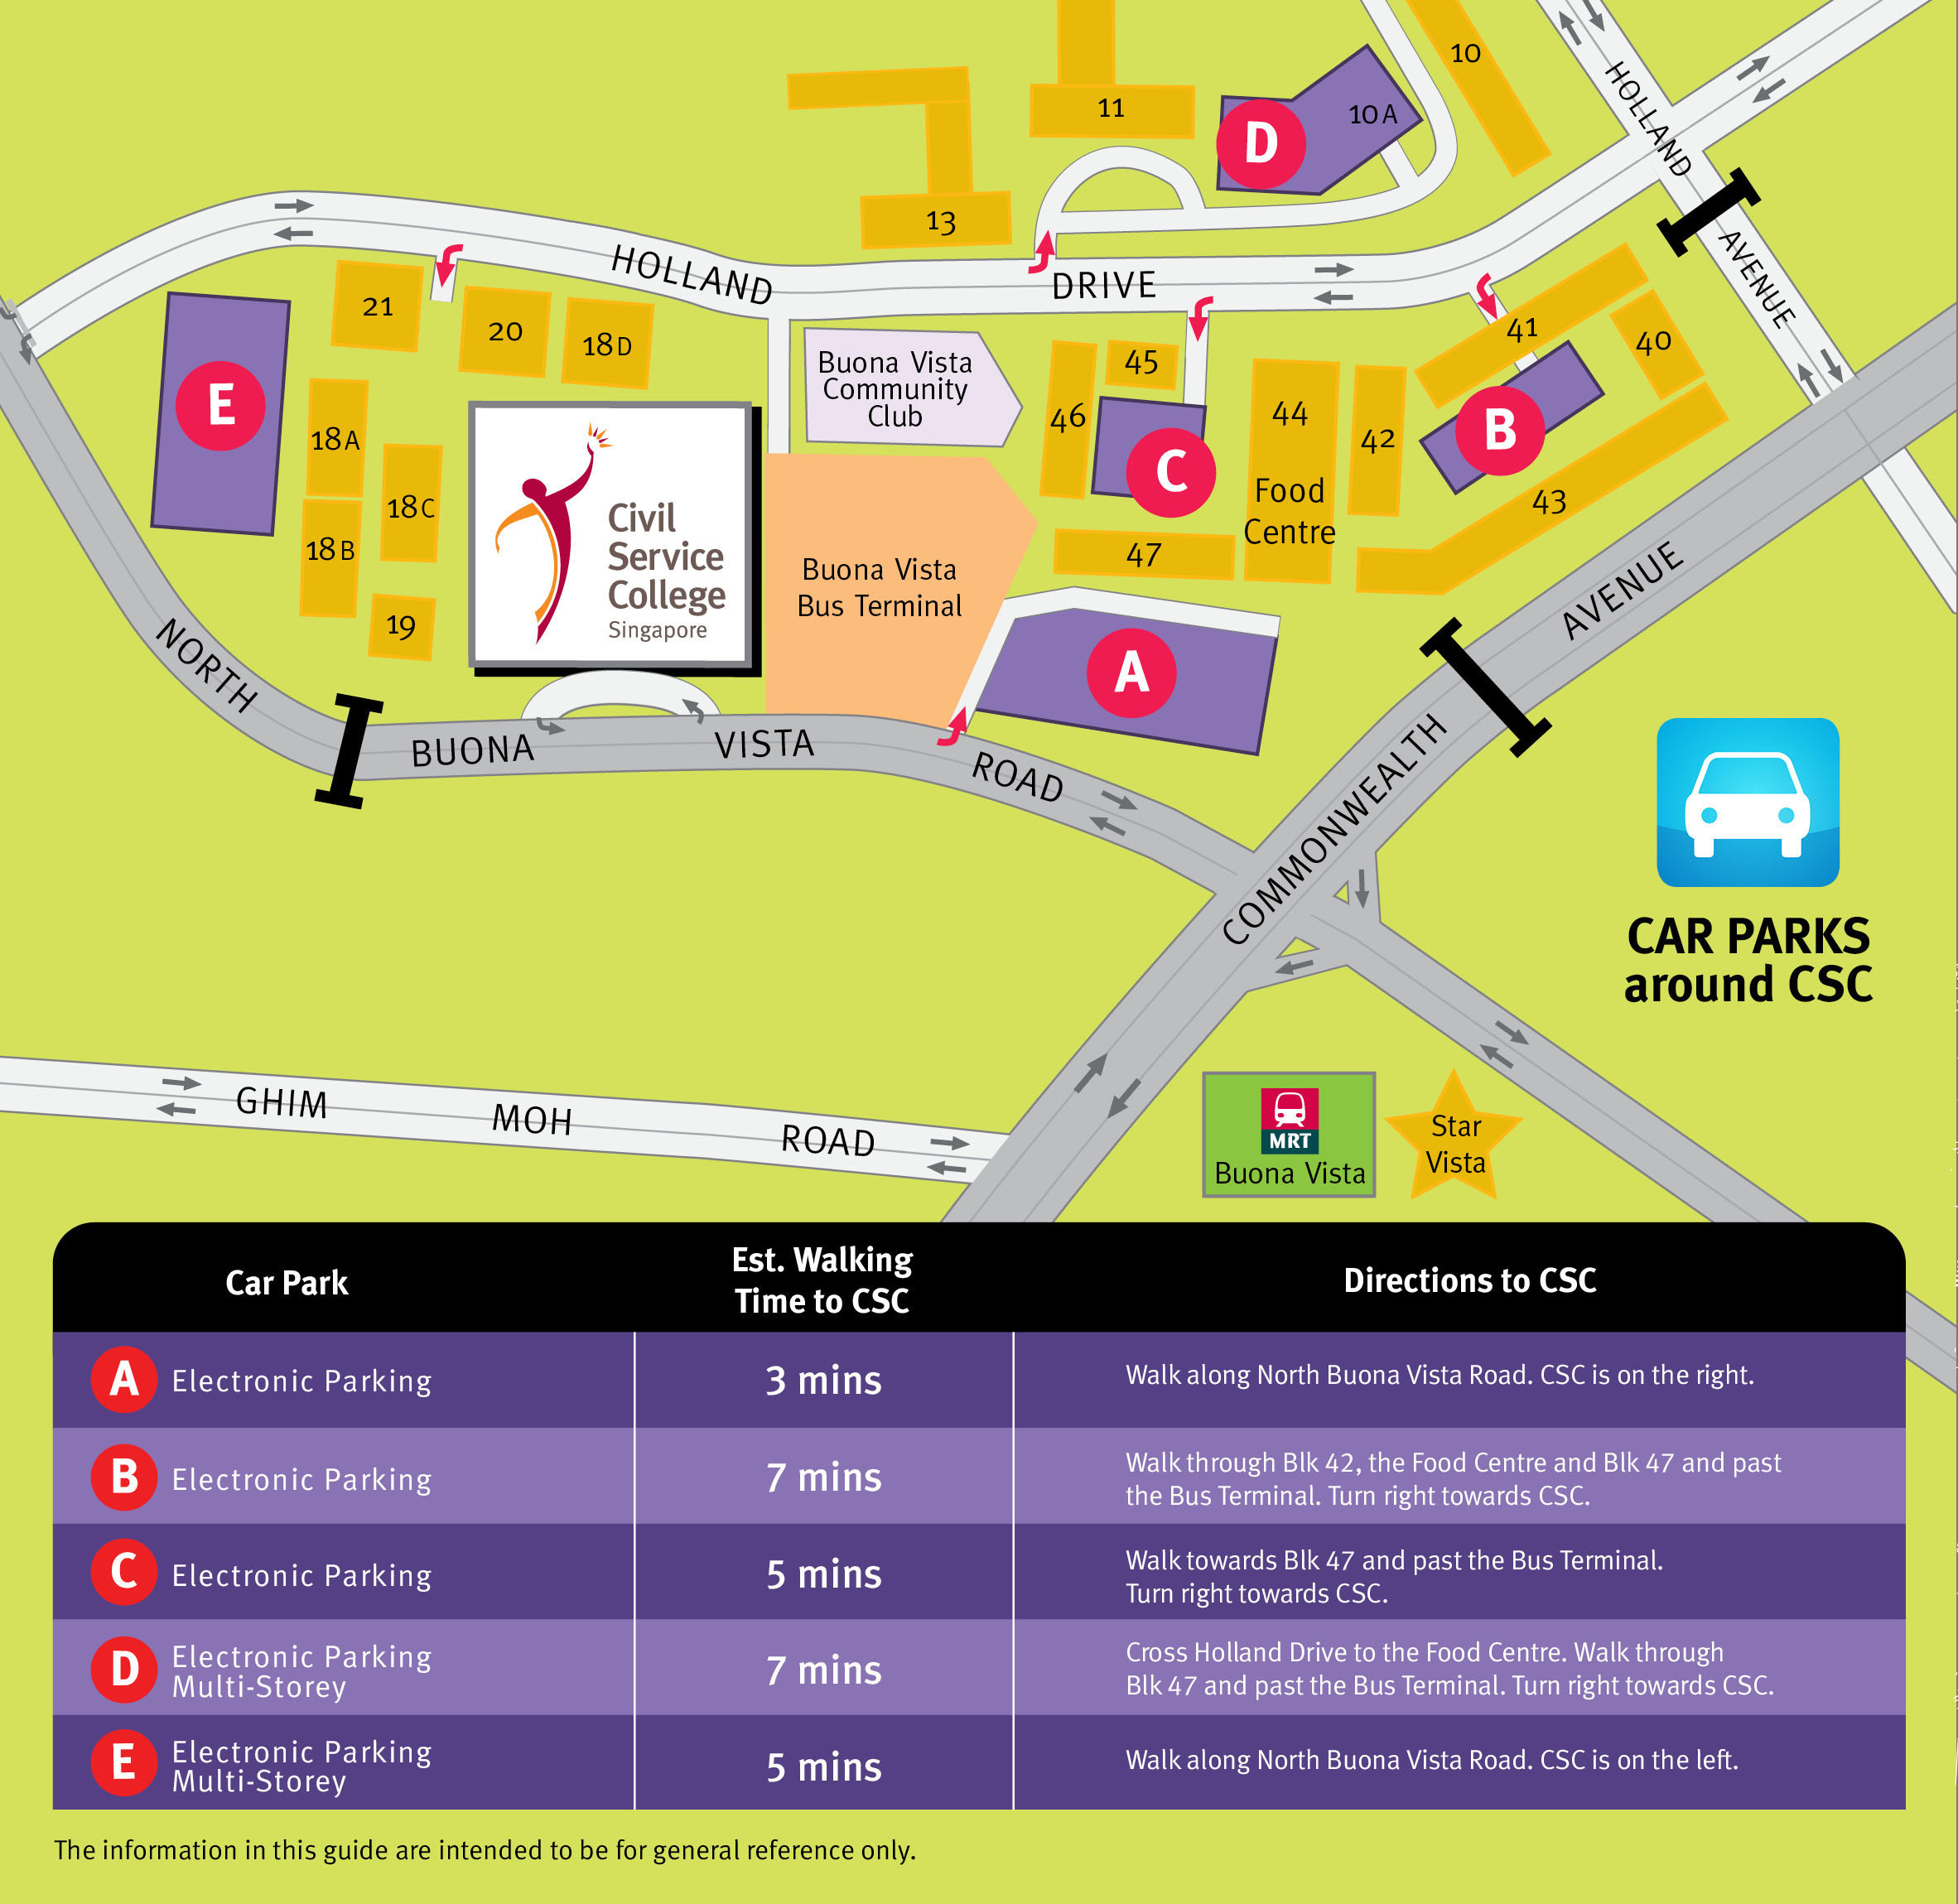 10
HOLLAND
AVENUE
11
D
10A
13
HOLLAND
DRIVE
21
20
18D
Buona Vista
Community
Club
45
46
44
Food
Centre
42
41
40
B
43
C
47
E
18A
18C
18B
19
Civil
Service
College
Singapore
Buona Vista
Bus Terminal
A
NORTH
BUONA
VISTA
ROAD
COMMONWEALTH
AVENUE
CAR PARKS
around CSC
GHIM
MOH
ROAD
MRT
Buona Vista
Star
Vista
Car Park
Est. Walking
Time to CSC
Directions to CSC
A
Electronic Parking
3 mins
Walk along North Buona Vista Road. CSC is on the right.
B
Electronic Parking
7 mins
Walk through Blk 42, the Food Centre and Blk 47 and past
the Bus Terminal. Turn right towards CSC.
C
Electronic Parking
5 mins
Walk towards Blk 47 and past the Bus Terminal.
Turn right towards CSC.
D
Electronic Parking
Multi-Storey
7 mins
Cross Holland Drive to the Food Centre. Walk through
Blk 47 and past the Bus Terminal. Turn right towards CSC.
E
Electronic Parking
Multi-Storey
5 mins
Walk along North Buona Vista Road. CSC is on the left.
The information in this guide are intended to be for general reference only.